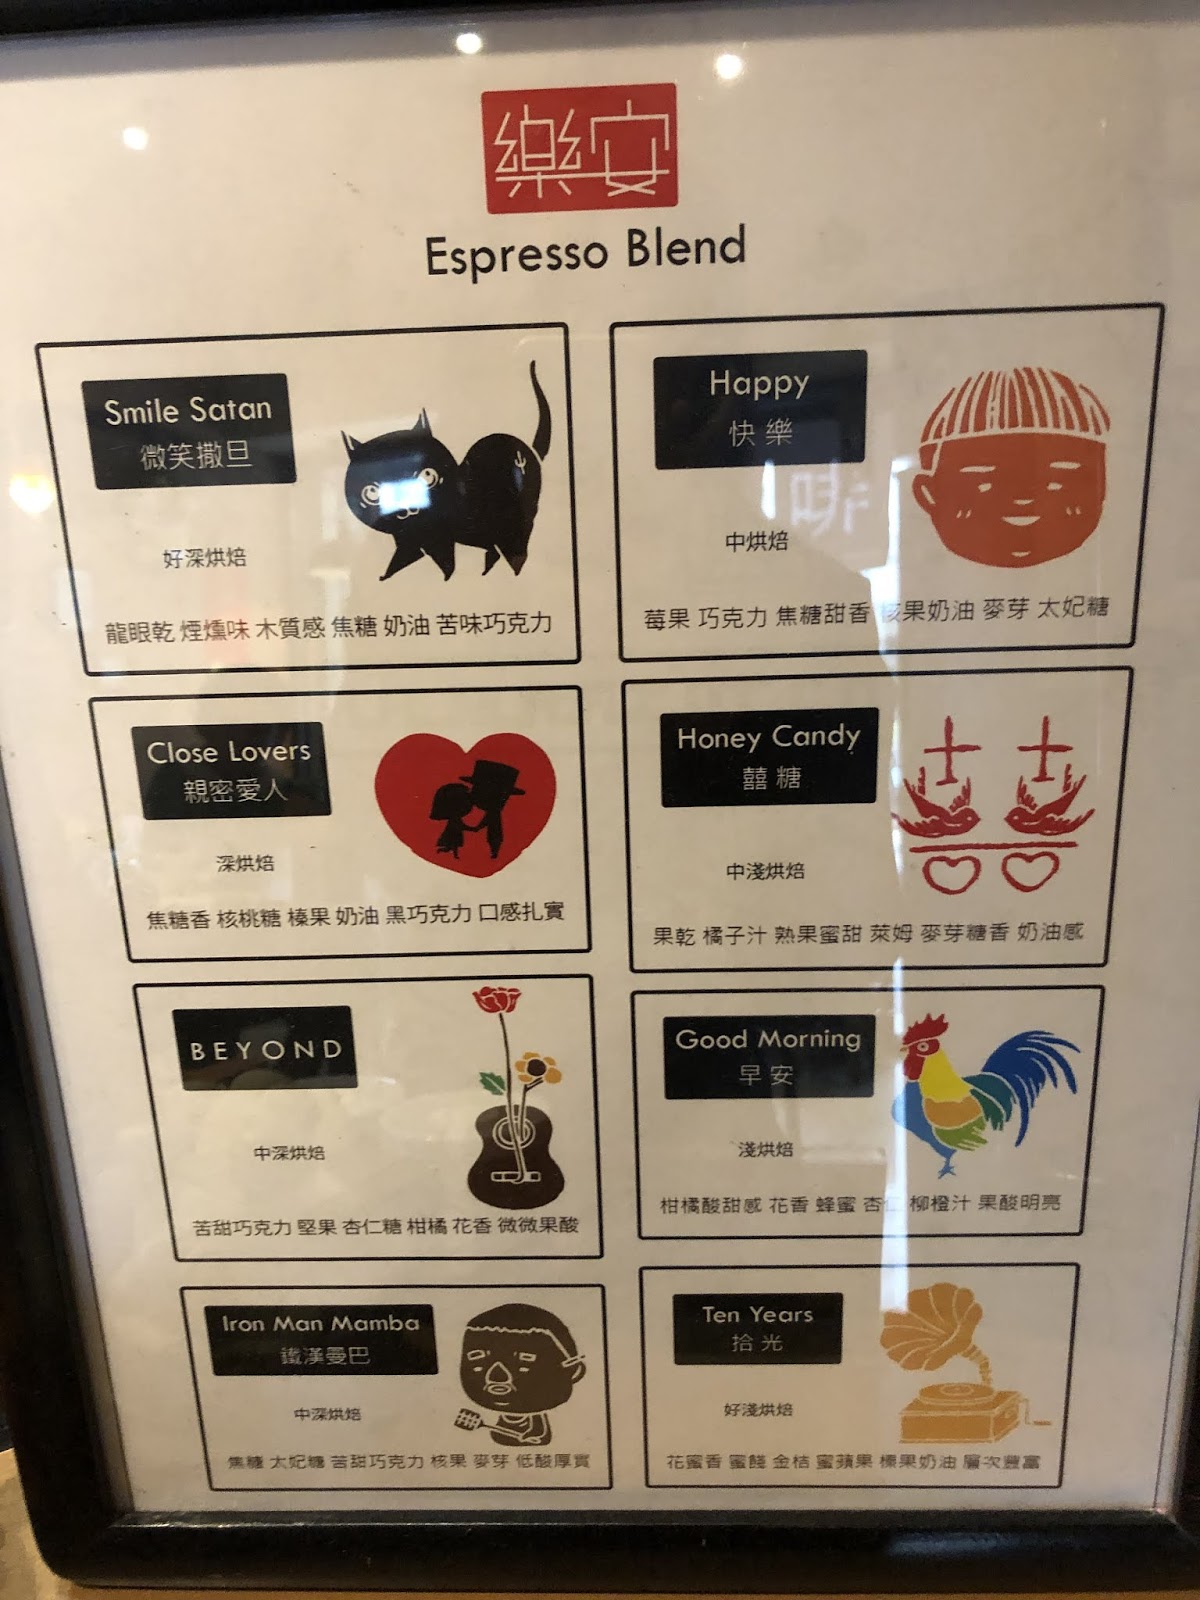 樂安
Espresso Blend
Smile Satan
微笑撒旦
好深烘焙
龍眼乾 煙燻味 木質感 焦糖 奶油 苦味巧克力
Happy
快樂
中烘焙
莓果 巧克力 焦糖甜香 核果奶油 麥芽 太妃糖
Close Lovers
親密愛人
深烘焙
焦糖香 核桃糖 榛果 奶油 黑巧克力 口感扎實
Honey Candy
囍糖
中淺烘焙
果乾 橘子汁 熟果蜜甜 萊姆 麥芽糖香 奶油感
BEYOND
中深烘焙
苦甜巧克力 堅果 杏仁糖 柑橘 花香 微微果酸
Good Morning
早安
淺烘焙
柑橘酸甜感 花香 蜂蜜 杏仁 柳橙汁 果酸明亮
Iron Man Mamba
鐵漢曼巴
中深烘焙
焦糖 太妃糖 苦甜巧克力 核果 麥芽 低酸厚實
Ten Years
拾光
好淺烘焙
花蜜香 蜜餞 金桔 蜜蘋果 榛果奶油 層次豐富